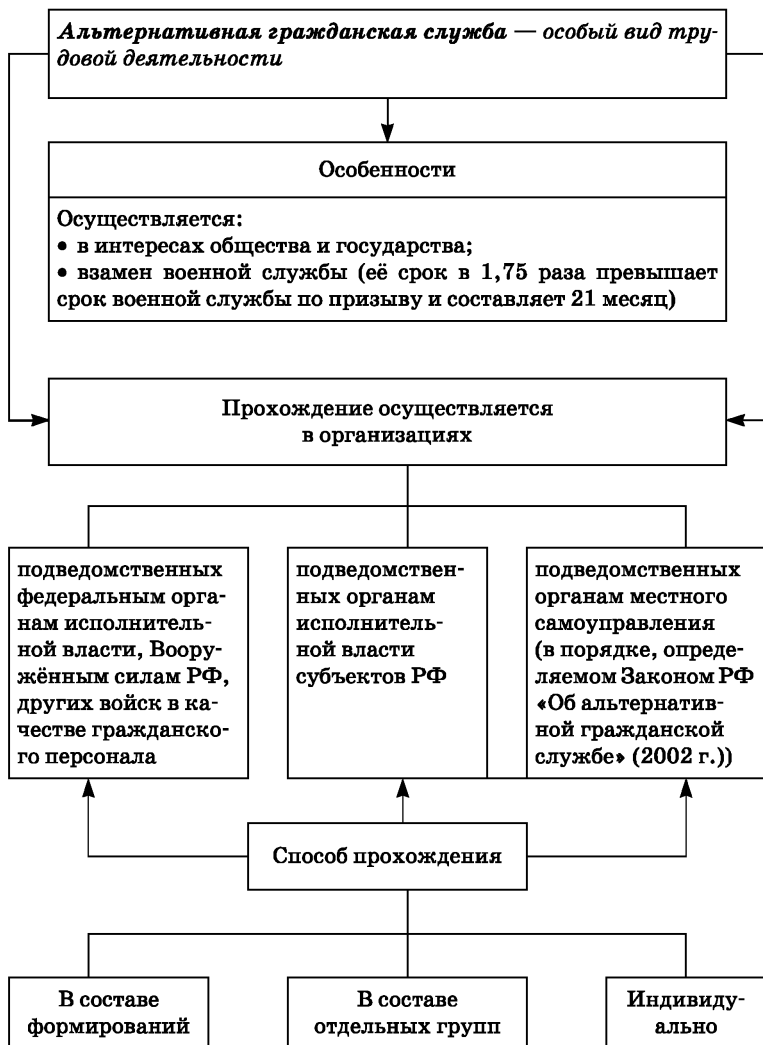 Альтернативная гражданская служба — особый вид тру-
довой деятельности
Особенности
Осуществляется:
• в интересах общества и государства;
• взамен военной службы (её срок в 1,75 раза превышает
срок военной службы по призыву и составляет 21 месяц)
Прохождение осуществляется
в организациях
подведомственных
федеральным орга-
нам исполнитель-
ной власти, Воору-
жённым силам РФ,
других войск в ка-
честве гражданско-
го персонала
подведомствен-
ных органам
исполнитель-
ной власти
субъектов РФ
подведомственных
органам местного
самоуправления
(в порядке, опреде-
ляемом Законом РФ
«Об альтернатив-
ной гражданской
службе» (2002 г.))
Способ прохождения
В составе
формирований
В составе
отдельных групп
Индивиду-
ально